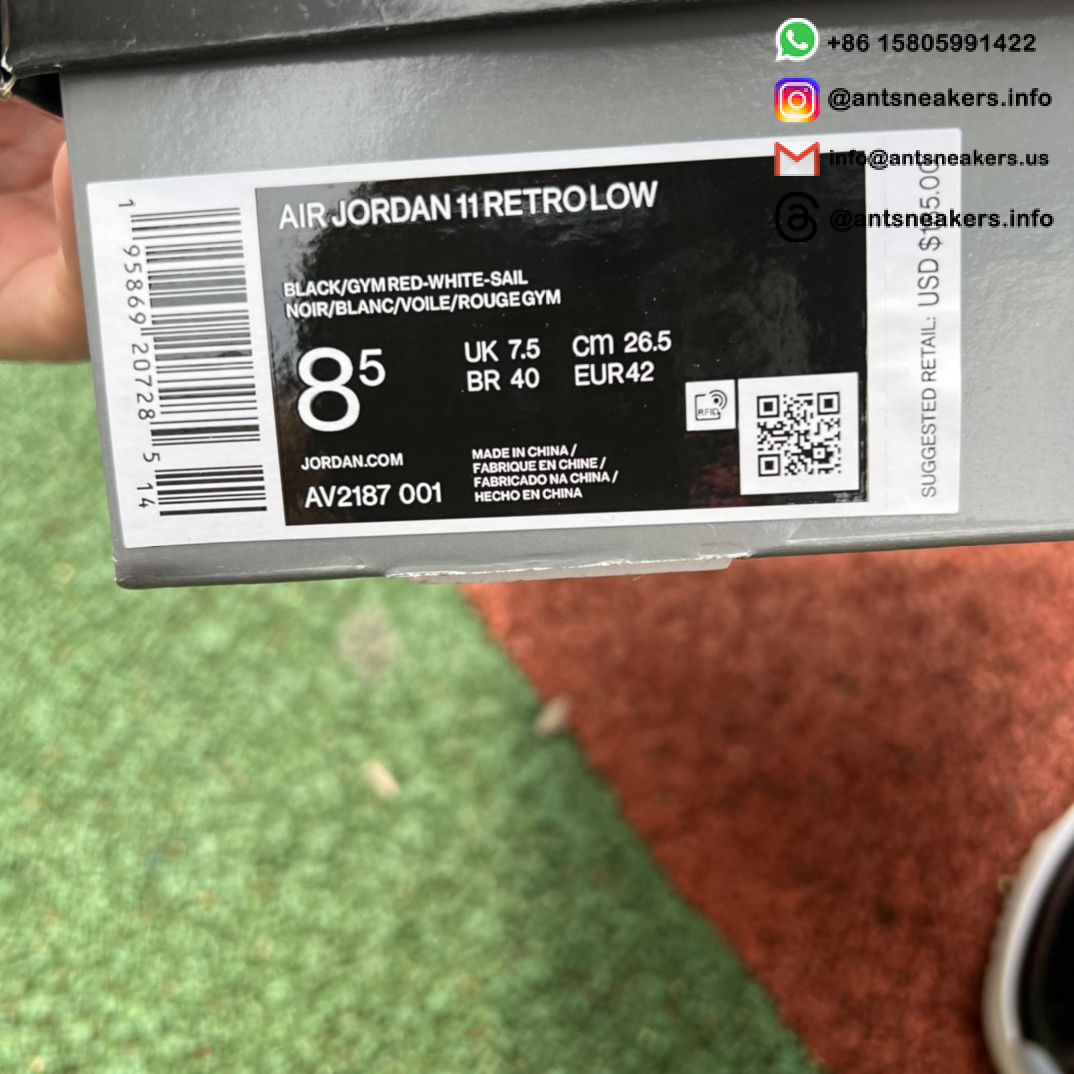 +86 15805991422
@antsneakers.info
info@antsneakers.us
@antsneakers.info
AIR JORDAN 11 RETRO LOW
BLACK/GYM RED-WHITE-SAIL
NOIR/BLANC/VOILE/ROUGE GYM
8 5
UK 7.5 cm 26.5
BR 40 EUR 42
RFID
JORDAN.COM
AV2187 001
MADE IN CHINA /
FABRIQUE EN CHINE /
FABRICADO NA CHINA /
HECHO EN CHINA
1 95869 20728 5 14
SUGGESTED RETAIL: USD